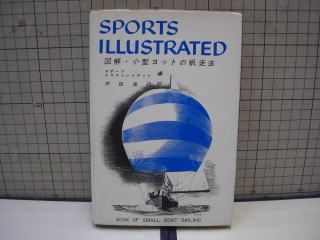 SPORTS
ILLUSTRATED
図解・小型ヨットの帆走法
スポーツ
イラストレイテッド 編
BOOK OF SMALL BOAT SAILING